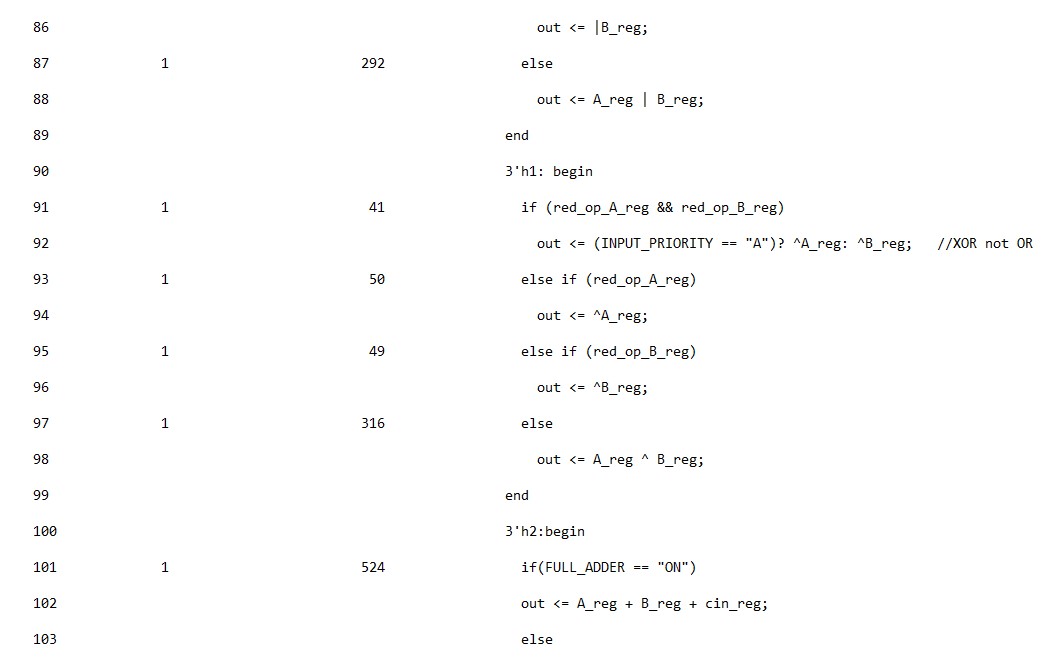 86 out <= |B_reg;
87 1 292 else
88 out <= A_reg | B_reg;
89 end
90 3'h1: begin
91 1 41 if (red_op_A_reg && red_op_B_reg)
92 out <= (INPUT_PRIORITY == "A")? ^A_reg: ^B_reg; //XOR not OR
93 1 50 else if (red_op_A_reg)
94 out <= ^A_reg;
95 1 49 else if (red_op_B_reg)
96 out <= ^B_reg;
97 1 316 else
98 out <= A_reg ^ B_reg;
99 end
100 3'h2:begin
101 1 524 if(FULL_ADDER == "ON")
102 out <= A_reg + B_reg + cin_reg;
103 else